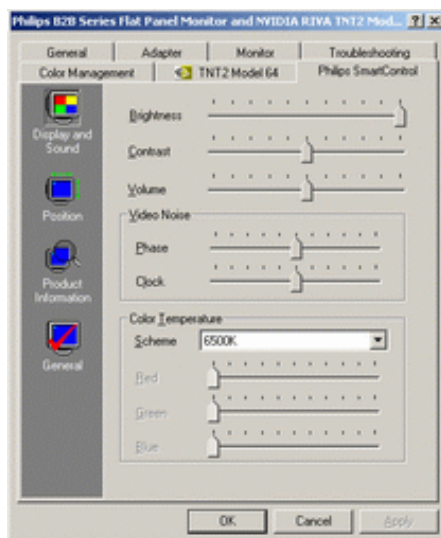 Philips B2B Series Flat Panel Monitor and NVIDIA RIVA TNT2 Mod...
General Adapter Monitor Troubleshooting
Color Management TNT2 Model 64 Philips SmartControl
Display and Sound
Position
Product Information
General
Brightness
Contrast
Volume
Video Noise
Phase
Clock
Color Temperature
Scheme 6500K
Red
Green
Blue
OK Cancel Apply